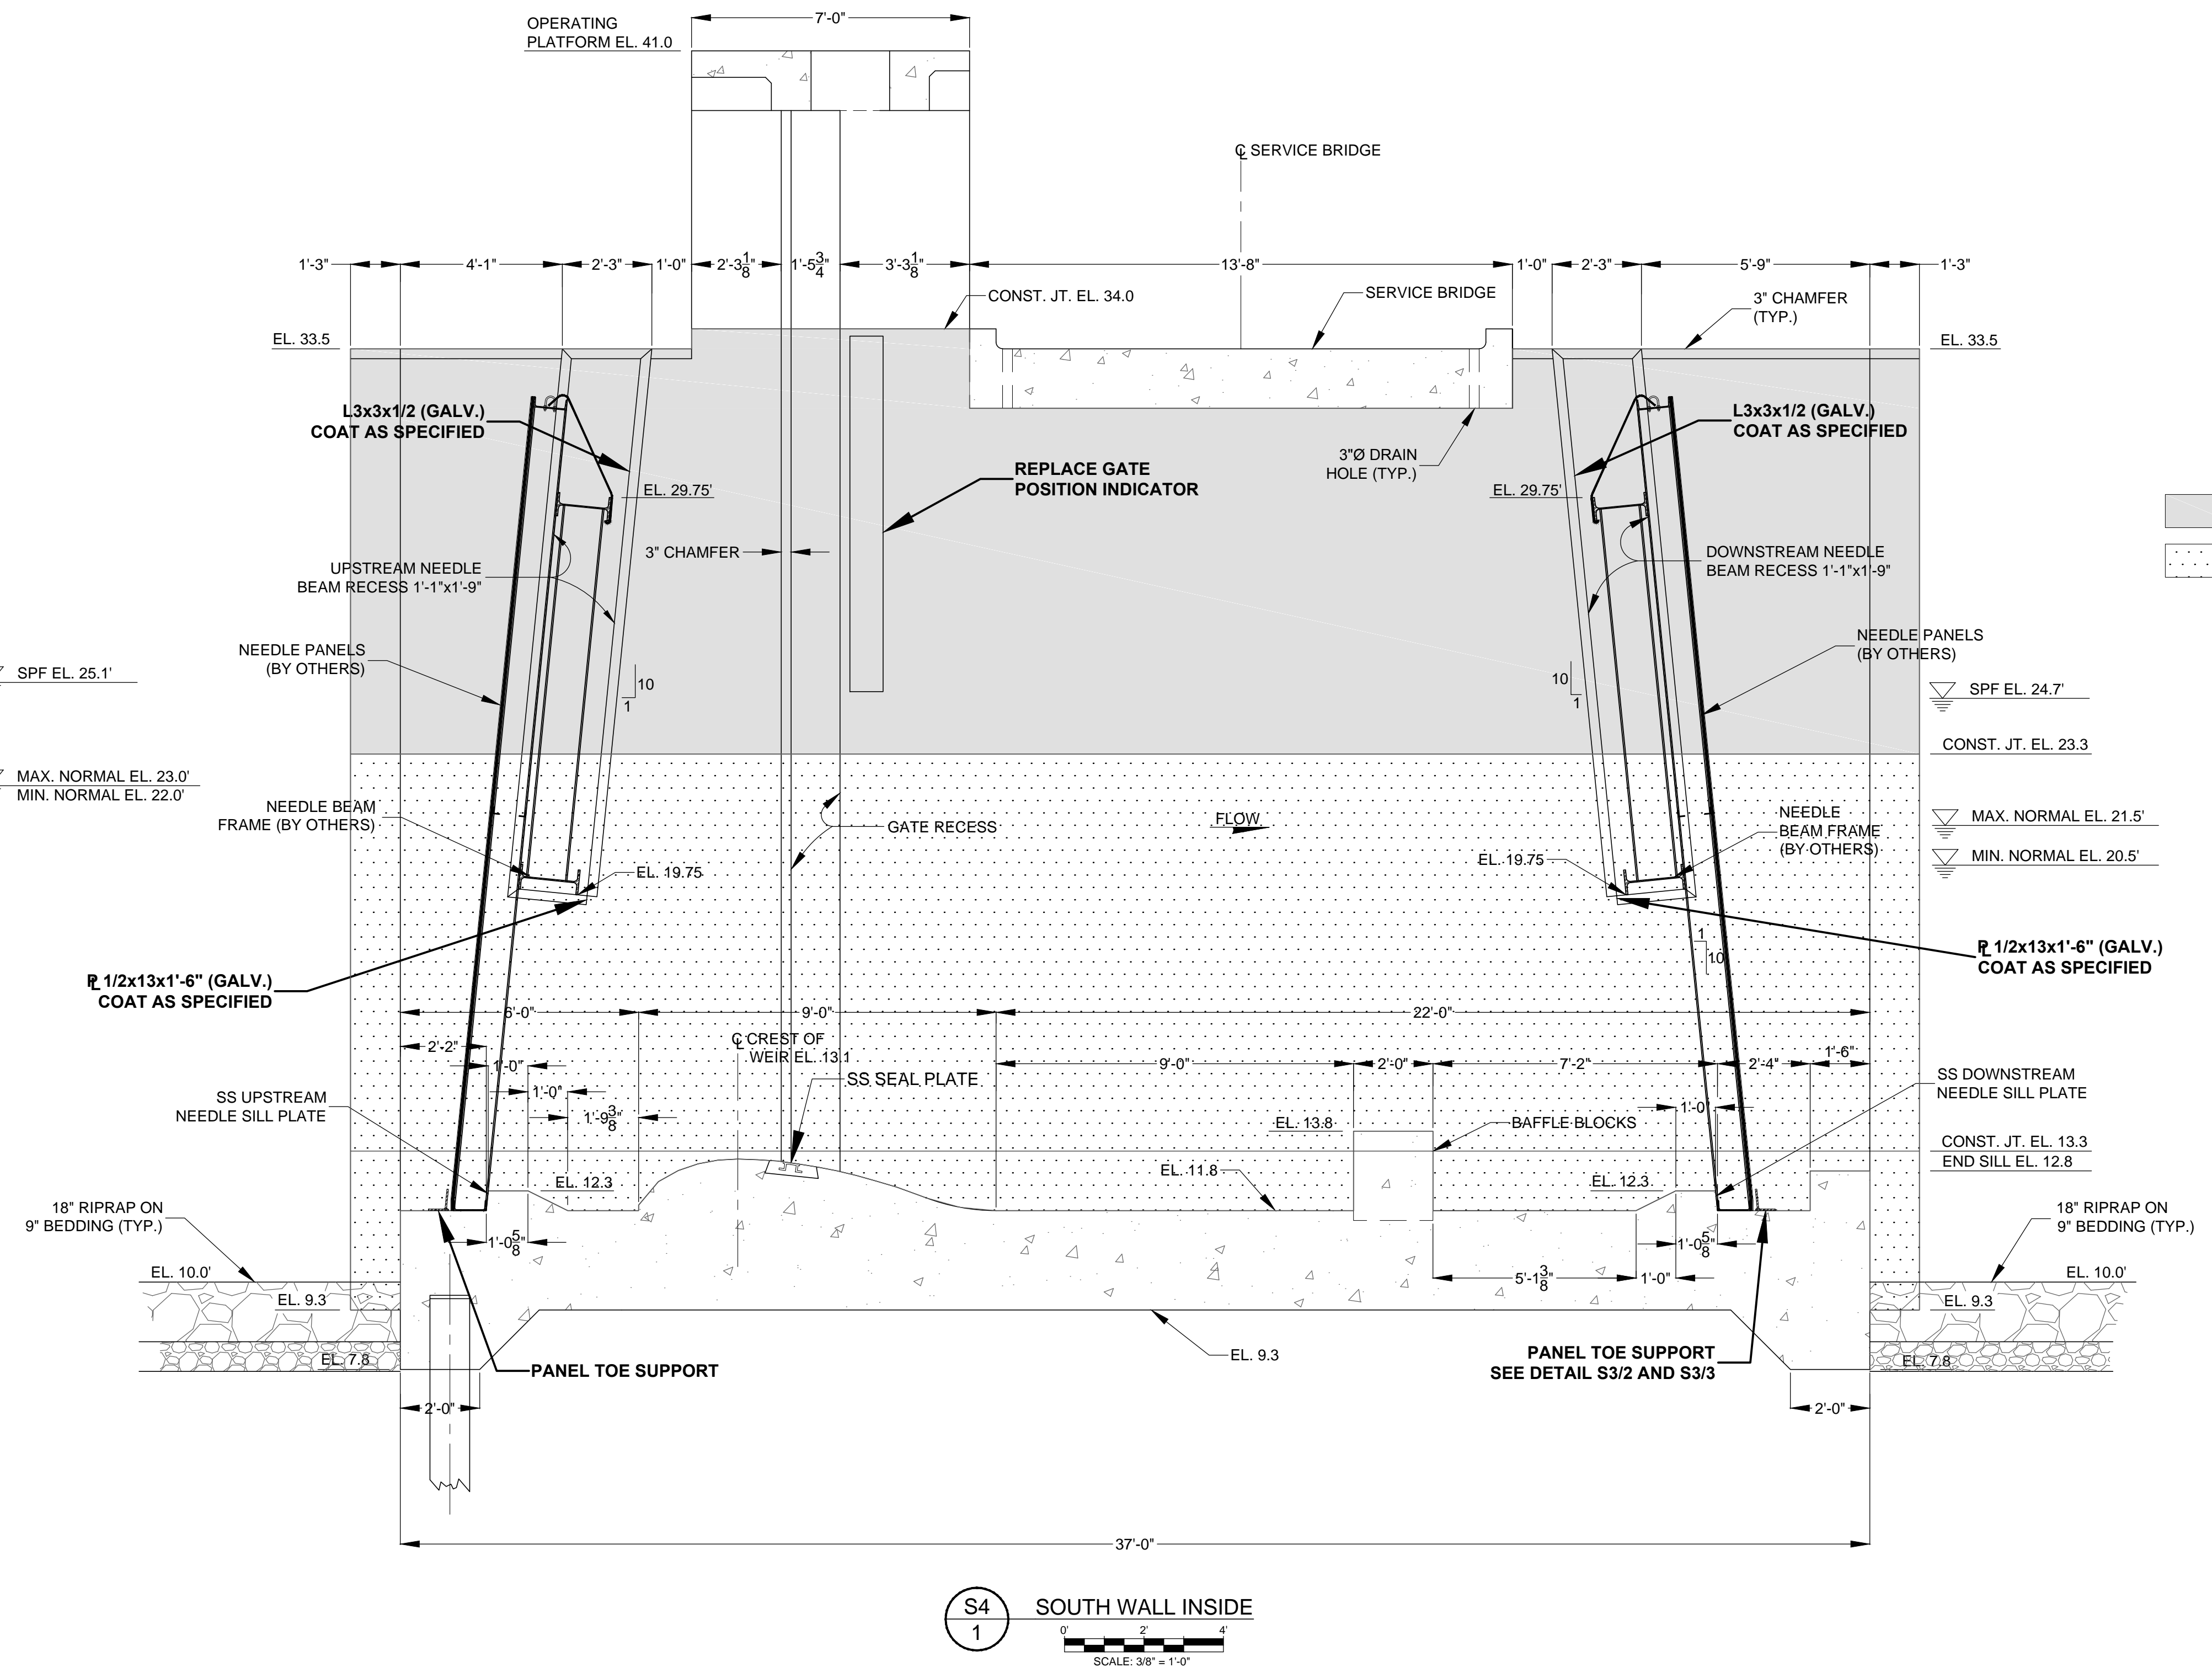 7'-0"
OPERATING
PLATFORM EL. 41.0
℄ SERVICE BRIDGE
1'-3"
4'-1"
2'-3"
1'-0"
2'-3 1/8"
1'-5 3/4"
3'-3 1/8"
13'-8"
1'-0"
2'-3"
5'-9"
1'-3"
CONST. JT. EL. 34.0
SERVICE BRIDGE
3" CHAMFER
(TYP.)
EL. 33.5
EL. 33.5
L3x3x1/2 (GALV.)
COAT AS SPECIFIED
L3x3x1/2 (GALV.)
COAT AS SPECIFIED
REPLACE GATE
POSITION INDICATOR
3"Ø DRAIN
HOLE (TYP.)
EL. 29.75'
EL. 29.75'
3" CHAMFER
UPSTREAM NEEDLE
BEAM RECESS 1'-1"x1'-9"
DOWNSTREAM NEEDLE
BEAM RECESS 1'-1"x1'-9"
NEEDLE PANELS
(BY OTHERS)
NEEDLE PANELS
(BY OTHERS)
10
1
10
1
SPF EL. 25.1'
SPF EL. 24.7'
CONST. JT. EL. 23.3
MAX. NORMAL EL. 23.0'
MIN. NORMAL EL. 22.0'
NEEDLE BEAM
FRAME (BY OTHERS)
GATE RECESS
FLOW
NEEDLE
BEAM FRAME
(BY OTHERS)
MAX. NORMAL EL. 21.5'
MIN. NORMAL EL. 20.5'
EL. 19.75
EL. 19.75
1
10
℄ 1/2x13x1'-6" (GALV.)
COAT AS SPECIFIED
℄ 1/2x13x1'-6" (GALV.)
COAT AS SPECIFIED
6'-0"
9'-0"
22'-0"
2'-2"
℄ CREST OF
WEIR EL. 13.1
1'-0"
1'-0"
1'-9 3/8"
SS SEAL PLATE
9'-0"
2'-0"
7'-2"
2'-4"
1'-6"
SS UPSTREAM
NEEDLE SILL PLATE
SS DOWNSTREAM
NEEDLE SILL PLATE
1'-0"
EL. 13.8
BAFFLE BLOCKS
CONST. JT. EL. 13.3
END SILL EL. 12.8
EL. 11.8
EL. 12.3
EL. 12.3
18" RIPRAP ON
9" BEDDING (TYP.)
18" RIPRAP ON
9" BEDDING (TYP.)
1'-0 5/8"
1'-0 5/8"
5'-1 3/8"
1'-0"
EL. 10.0'
EL. 10.0'
EL. 9.3
EL. 9.3
EL. 7.8
EL. 7.8
EL. 9.3
PANEL TOE SUPPORT
PANEL TOE SUPPORT
SEE DETAIL S3/2 AND S3/3
2'-0"
2'-0"
37'-0"
S4
1
SOUTH WALL INSIDE
0'
2'
4'
SCALE: 3/8" = 1'-0"